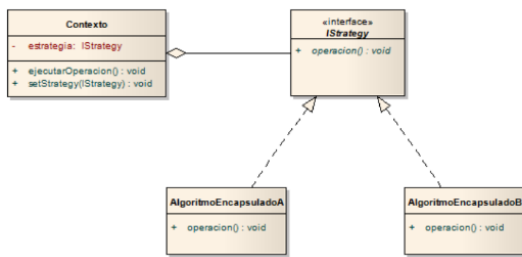 Contexto
- estrategia: IStrategy
+ ejecutarOperacion() : void
+ setStrategy(IStrategy) : void
«interface»
IStrategy
+ operacion() : void
AlgoritmoEncapsuladoA
+ operacion() : void
AlgoritmoEncapsuladoB
+ operacion() : void